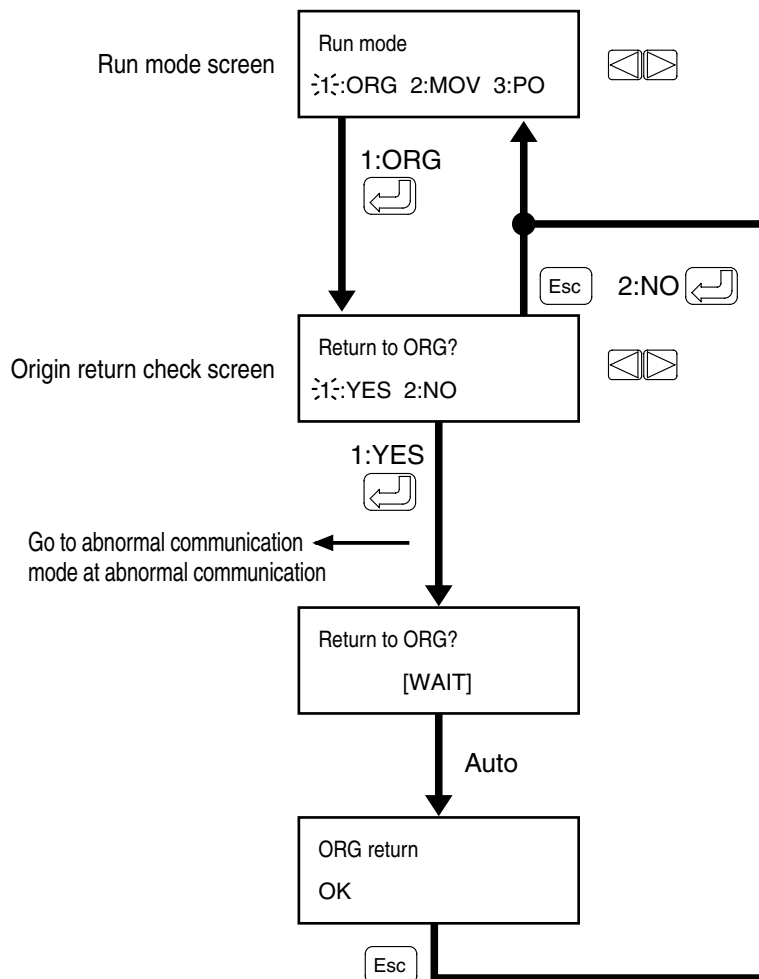 Run mode
Run mode screen
1:ORG 2:MOV 3:PO
1:ORG
Esc
2:NO
Return to ORG?
Origin return check screen
1:YES 2:NO
1:YES
Go to abnormal communication
mode at abnormal communication
Return to ORG?
[WAIT]
Auto
ORG return
OK
Esc